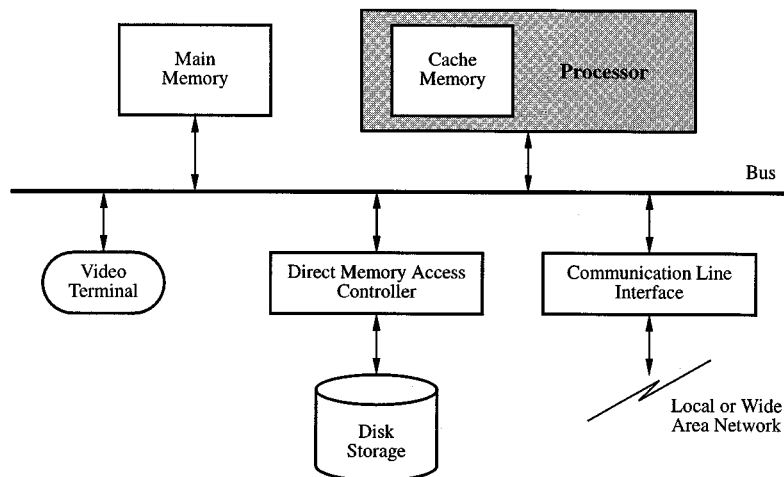 Main
Memory
Cache
Memory
Processor
Bus
Video
Terminal
Direct Memory Access
Controller
Communication Line
Interface
Disk
Storage
Local or Wide
Area Network